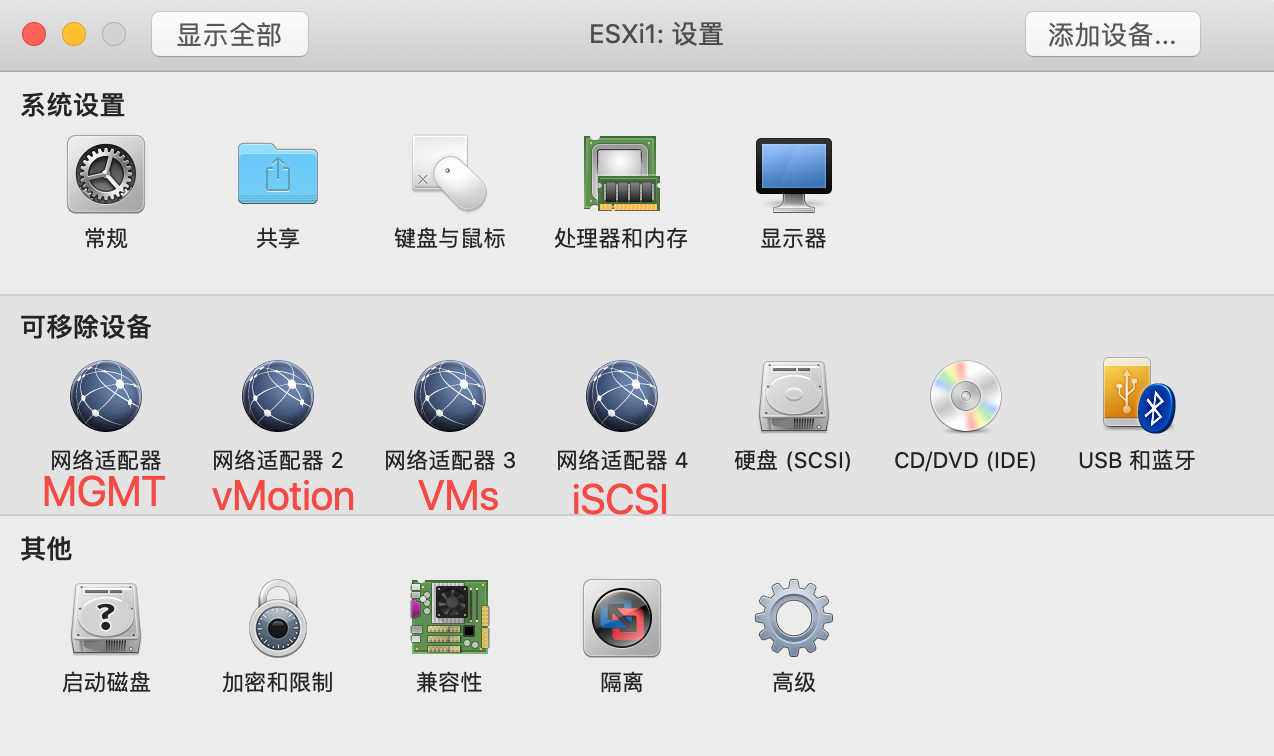 显示全部 ESXi1: 设置 添加设备...
系统设置
常规 共享 键盘与鼠标 处理器和内存 显示器
可移除设备
网络适配器 网络适配器 2 网络适配器 3 网络适配器 4 硬盘 (SCSI) CD/DVD (IDE) USB 和蓝牙
MGMT vMotion VMs iSCSI
其他
?
启动磁盘 加密和限制 兼容性 隔离 高级